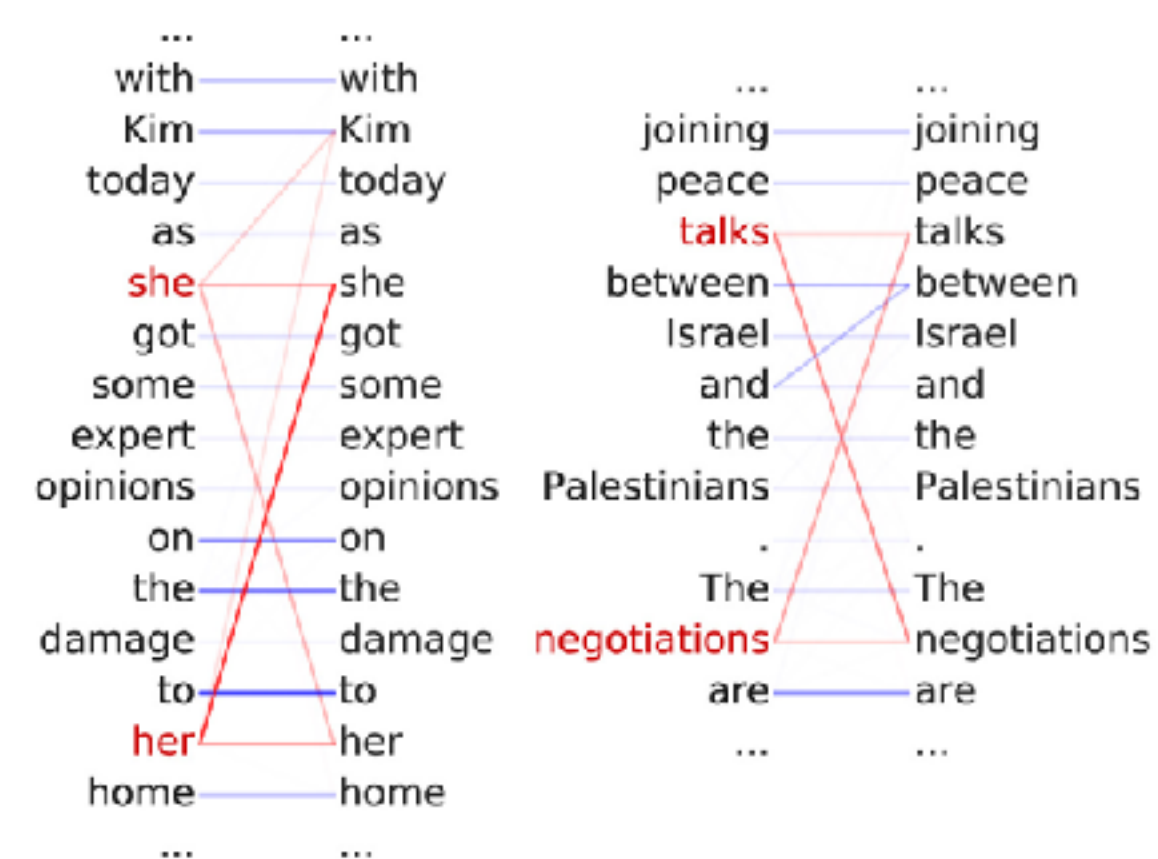 ... ...
with with
Kim Kim
today today
as as
she she
got got
some some
expert expert
opinions opinions
on on
the the
damage damage
to to
her her
home home
... ...
... ...
joining joining
peace peace
talks talks
between between
Israel Israel
and and
the the
Palestinians Palestinians
. .
The The
negotiations negotiations
are are
... ...